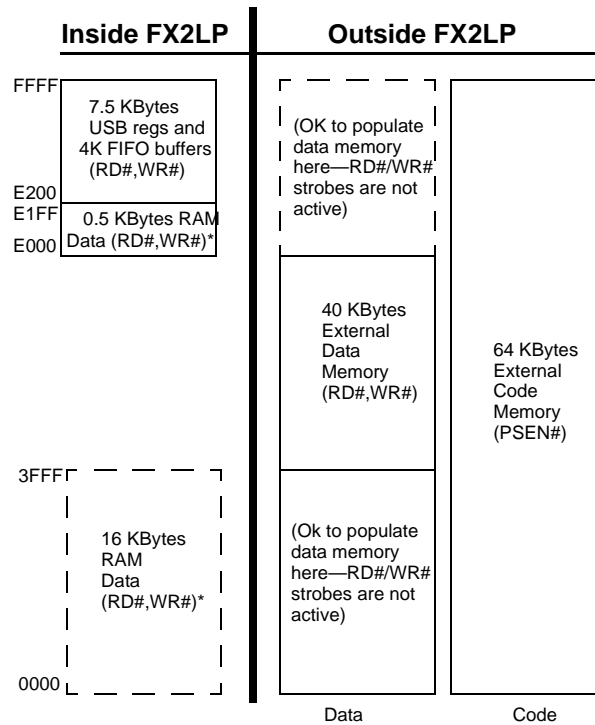 Inside FX2LP
Outside FX2LP
FFFF
7.5 KBytes
USB regs and
4K FIFO buffers
(RD#,WR#)
E200
E1FF
0.5 KBytes RAM
Data (RD#,WR#)*
E000
(OK to populate
data memory
here—RD#/WR#
strobes are not
active)
40 KBytes
External
Data
Memory
(RD#,WR#)
64 KBytes
External
Code
Memory
(PSEN#)
3FFF
16 KBytes
RAM
Data
(RD#,WR#)*
(Ok to populate
data memory
here—RD#/WR#
strobes are not
active)
0000
Data
Code